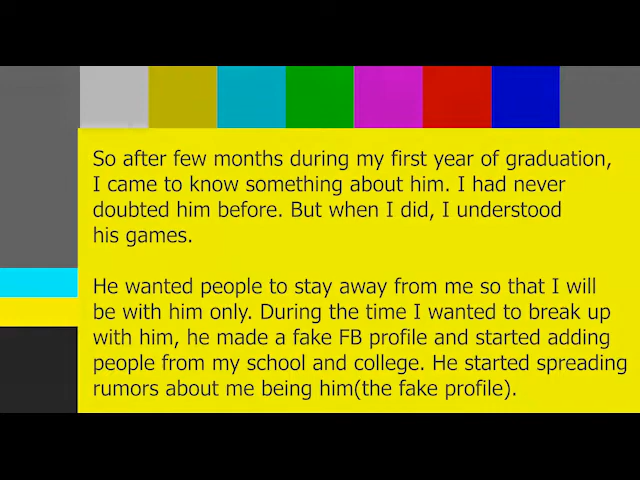 So after few months during my first year of graduation,
I came to know something about him. I had never
doubted him before. But when I did, I understood
his games.
He wanted people to stay away from me so that I will
be with him only. During the time I wanted to break up
with him, he made a fake FB profile and started adding
people from my school and college. He started spreading
rumors about me being him(the fake profile).